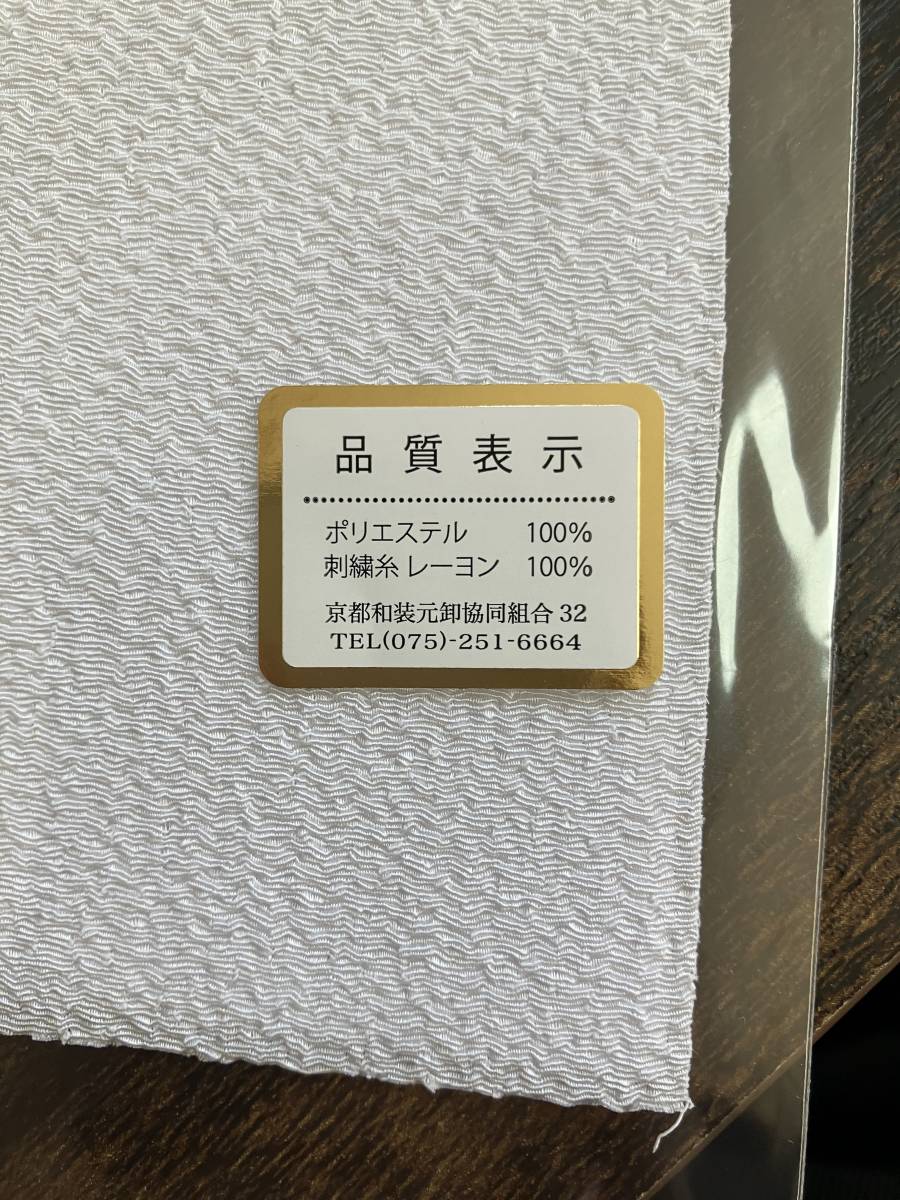 品質表示
ポリエステル 100%
刺繍糸 レーヨン 100%
京都和装元卸協同組合 32
TEL(075)-251-6664